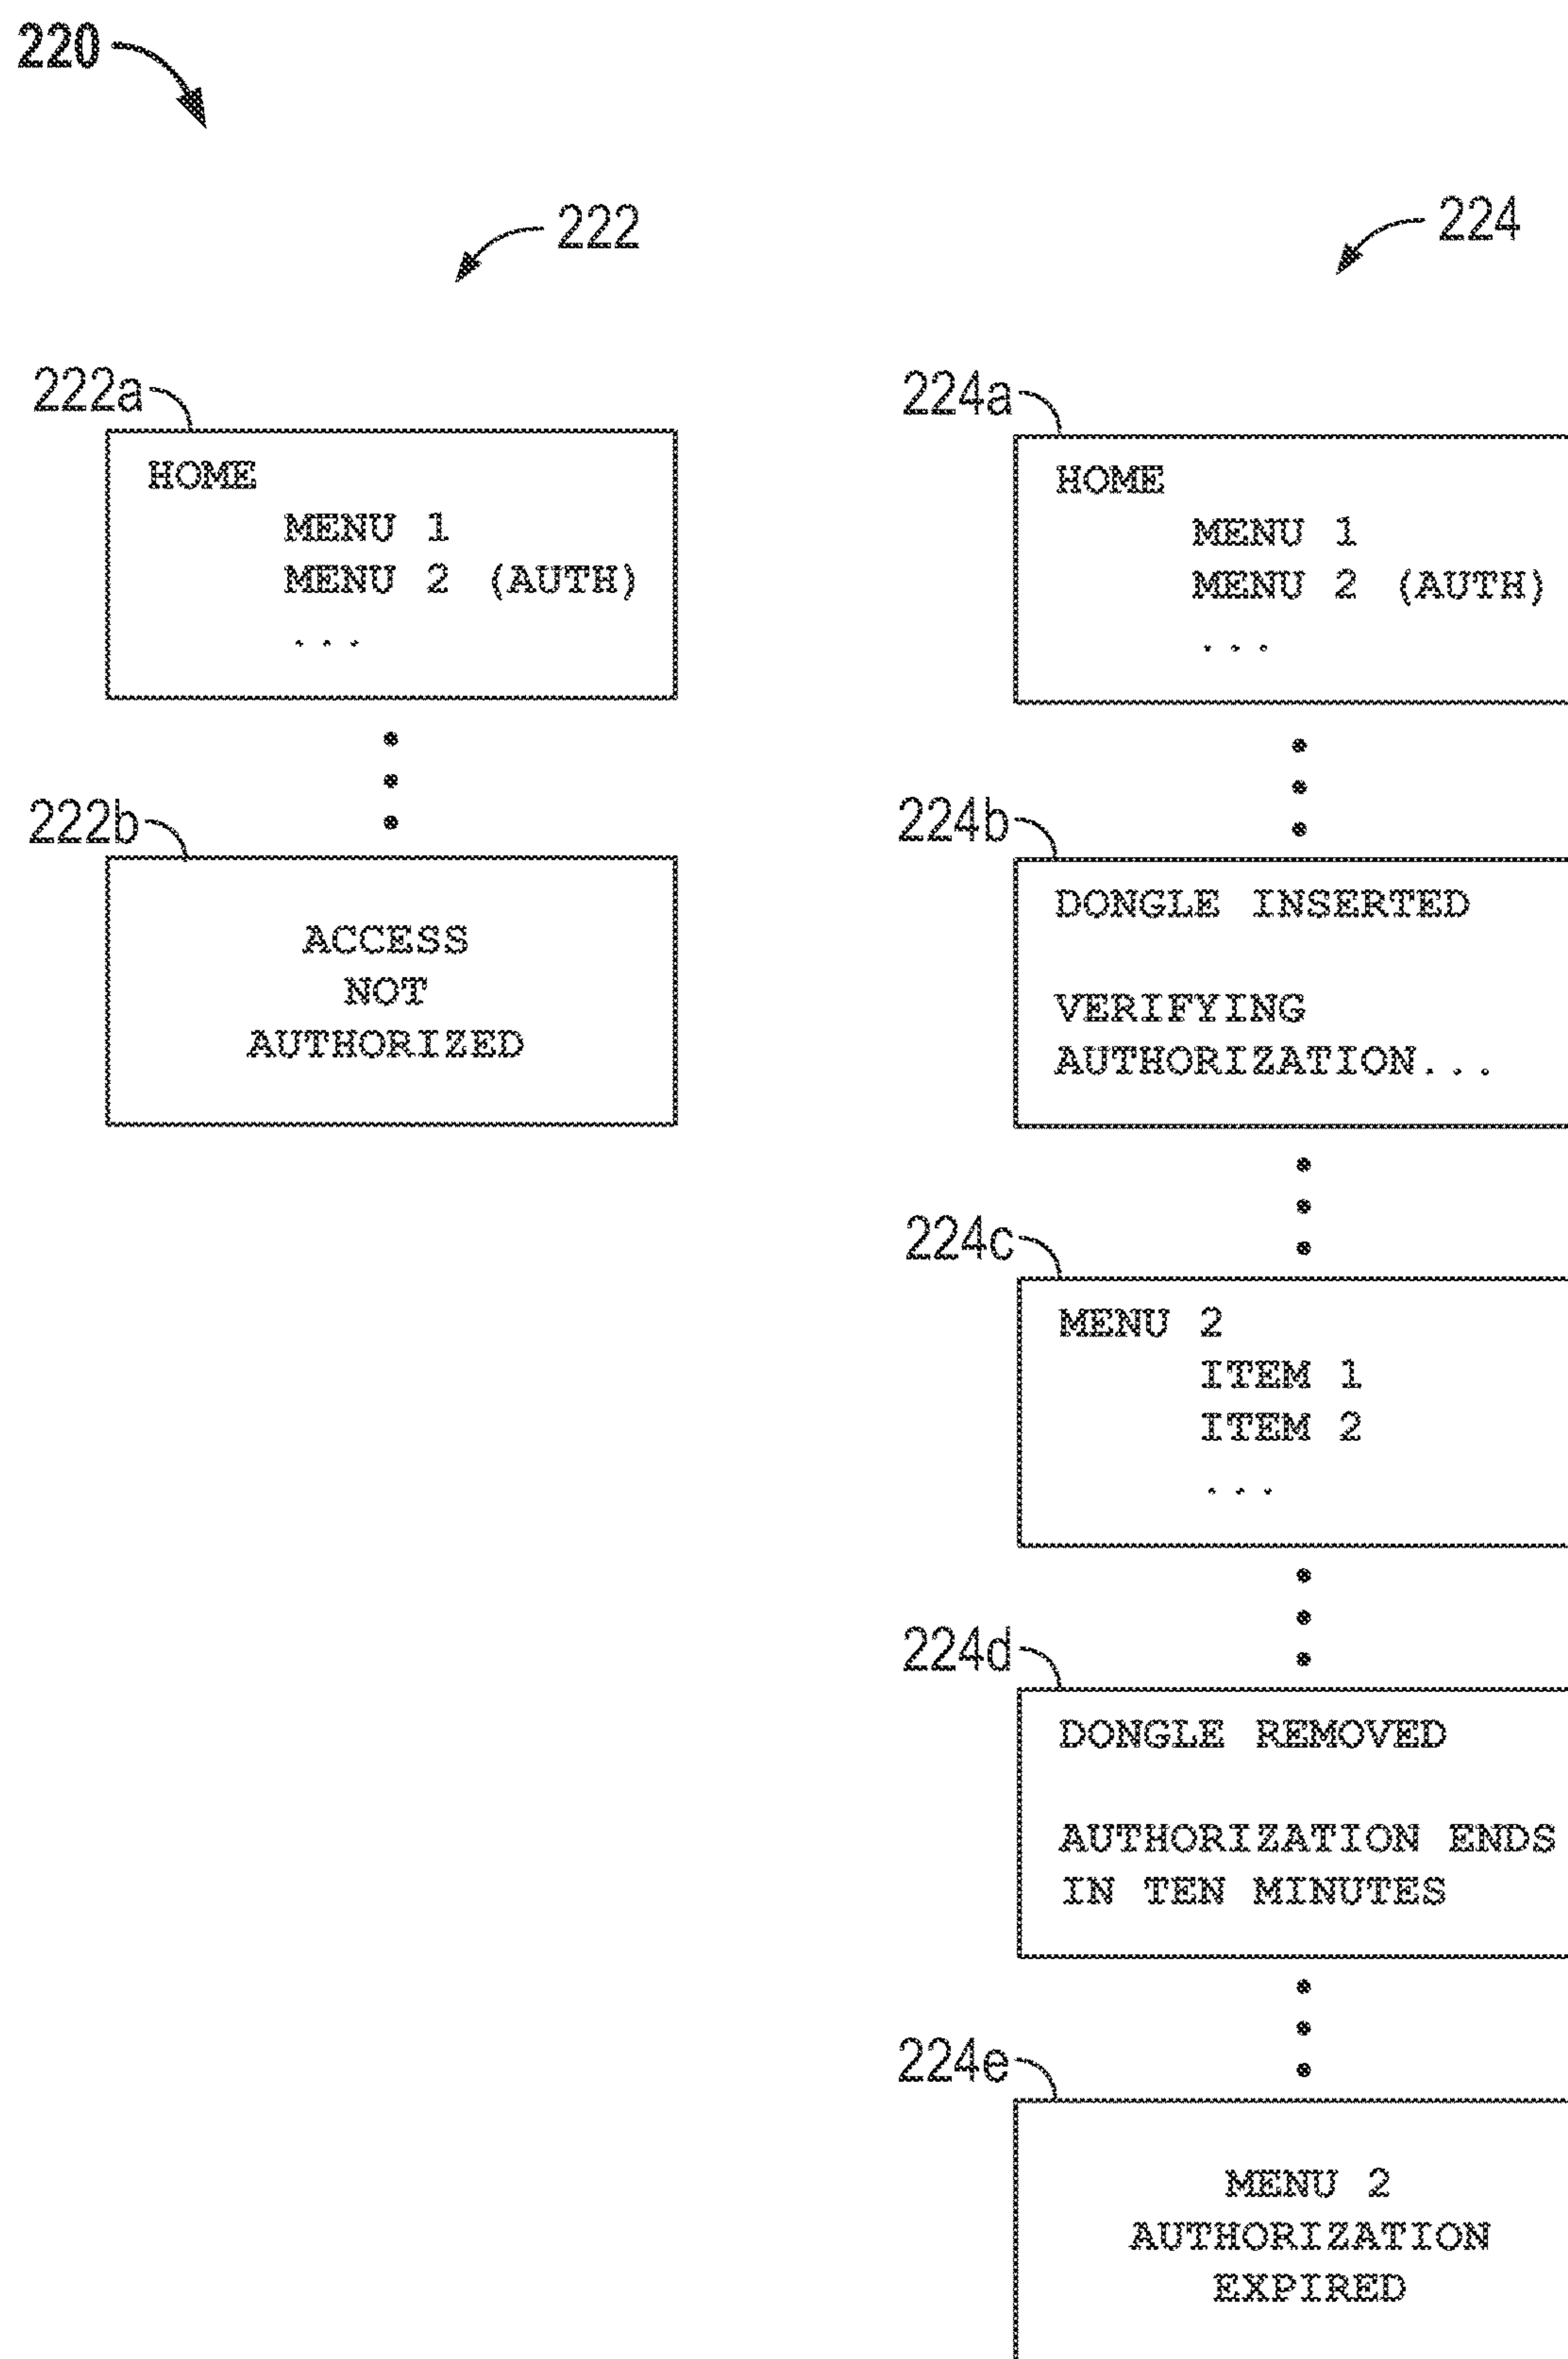 220
222
222a
HOME
MENU 1
MENU 2 (AUTH)
...
222b
ACCESS
NOT
AUTHORIZED
224
224a
HOME
MENU 1
MENU 2 (AUTH)
...
224b
DONGLE INSERTED
VERIFYING
AUTHORIZATION...
224c
MENU 2
ITEM 1
ITEM 2
...
224d
DONGLE REMOVED
AUTHORIZATION ENDS
IN TEN MINUTES
224e
MENU 2
AUTHORIZATION
EXPIRED